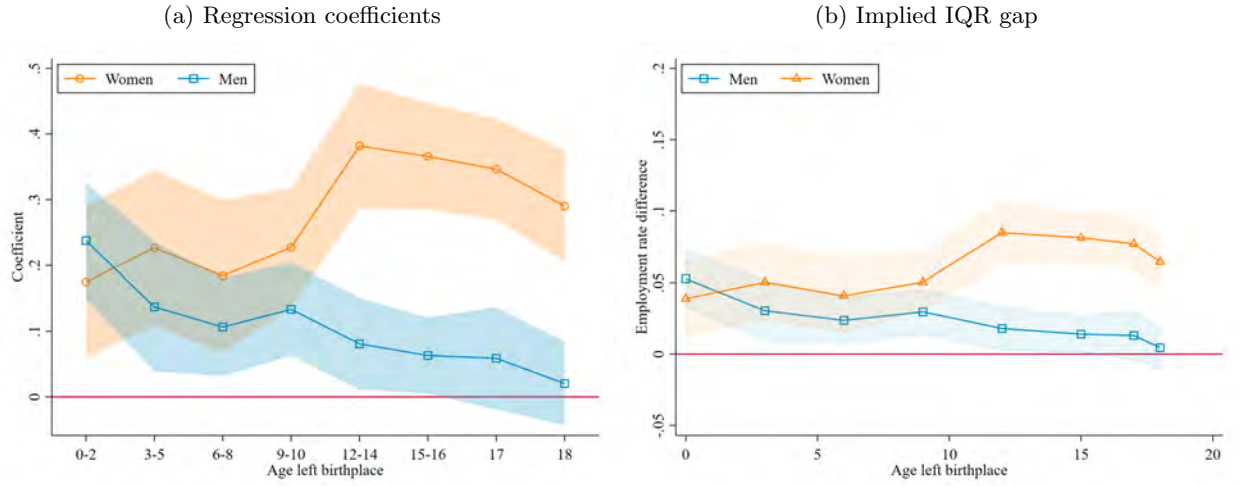 (a) Regression coefficients
Women
Men
Coefficient
.5
.4
.3
.2
.1
0
0-2 3-5 6-8 9-10 12-14 15-16 17 18
Age left birthplace
(b) Implied IQR gap
Men
Women
Employment rate difference
.2
.15
.1
.05
0
-.05
0 5 10 15 20
Age left birthplace